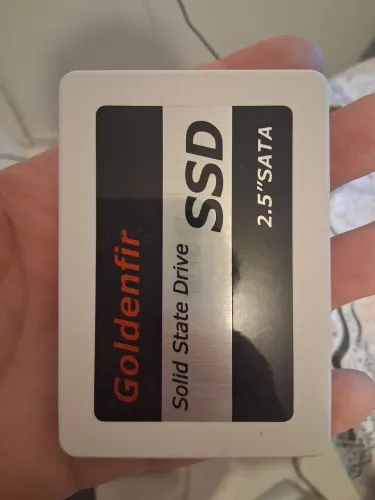 Goldenfir
Solid State Drive
SSD
2.5”SATA